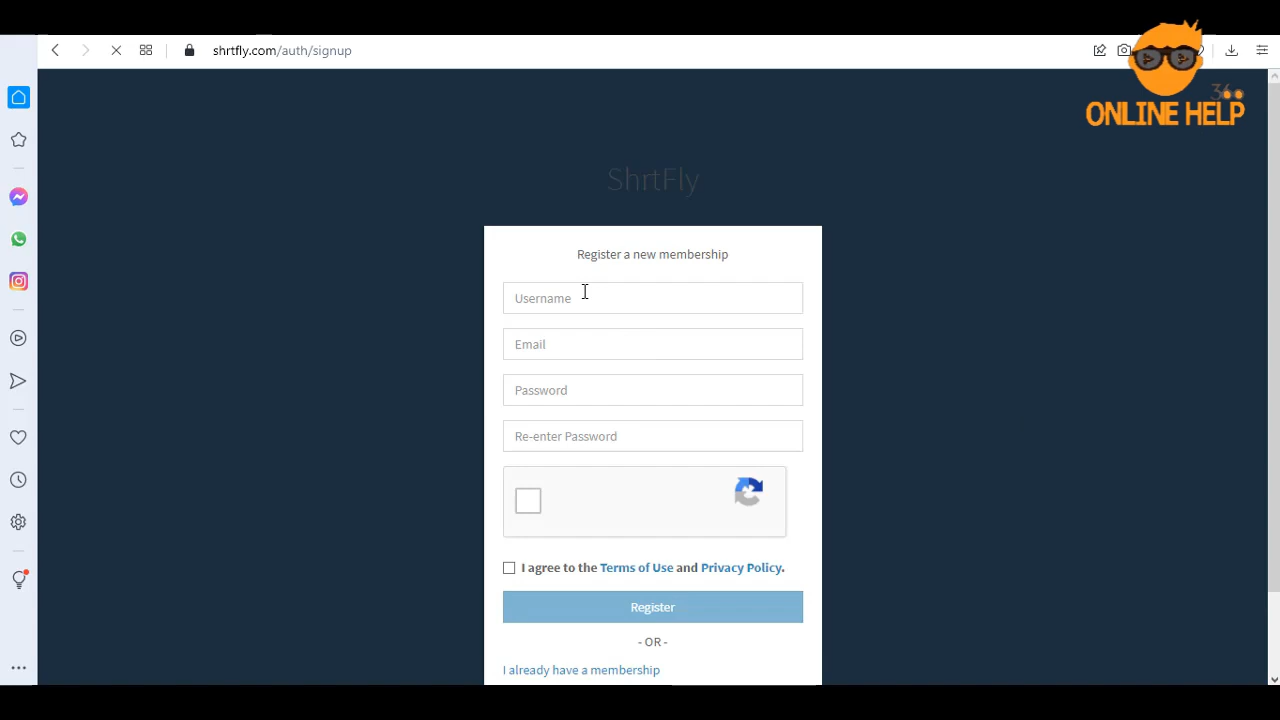 shrtfly.com/auth/signup
36
ONLINE HELP
ShrtFly
Register a new membership
Username
Email
Password
Re-enter Password
I agree to the Terms of Use and Privacy Policy.
Register
- OR -
I already have a membership